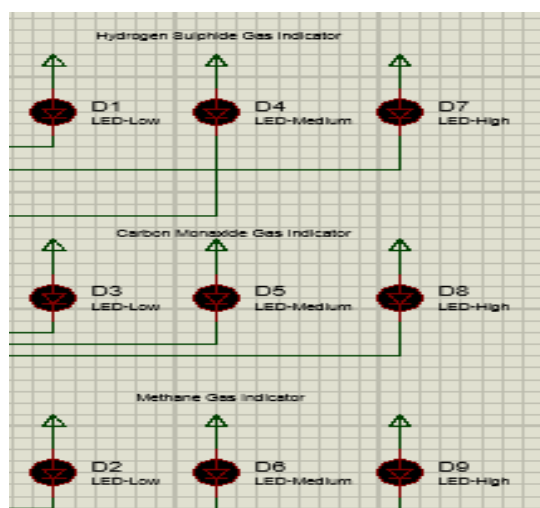 Hydrogen Sulphide Gas Indicator
D1 D4 D7
LED-Low LED-Medium LED-High
Carbon Monaxide Gas Indicator
D3 D5 D8
LED-Low LED-Medium LED-High
Methane Gas Indicator
D2 D6 D9
LED-Low LED-Medium LED-High